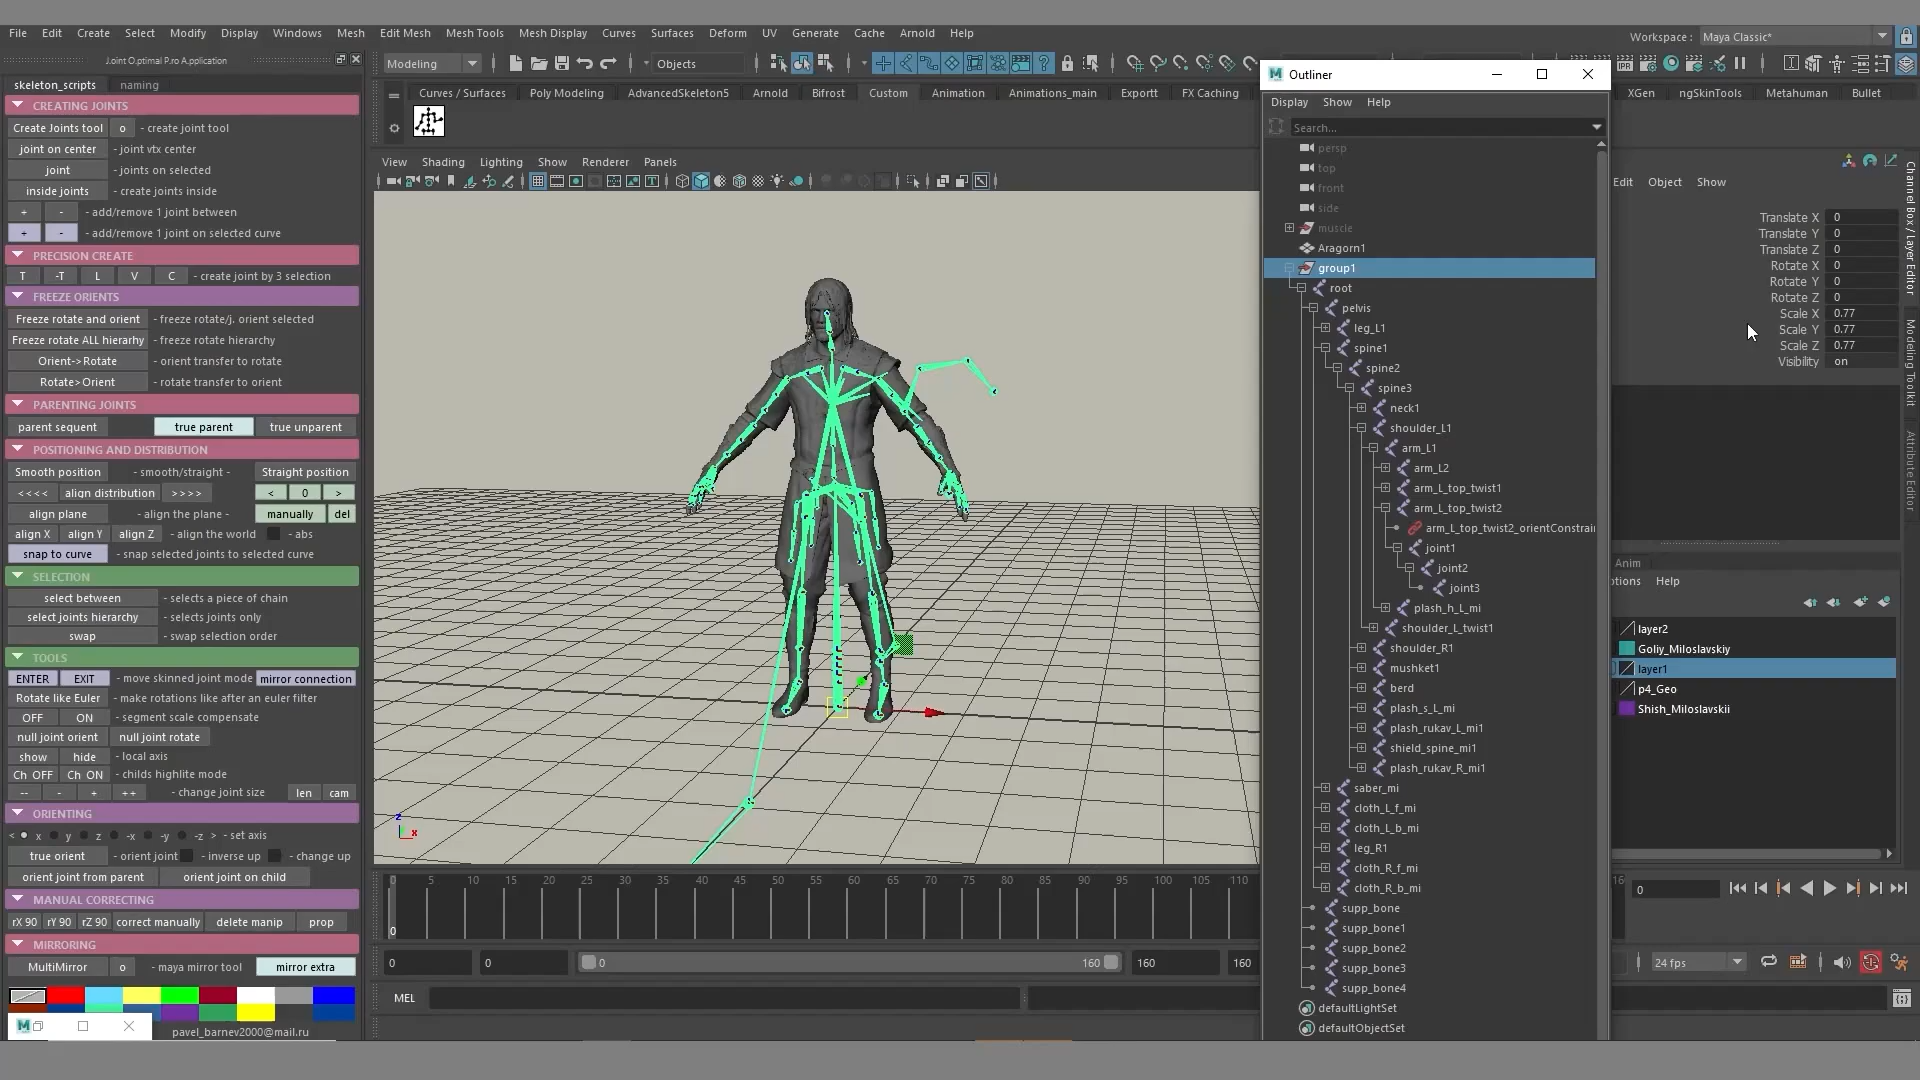 File Edit Create Select Modify Display Windows Mesh Edit Mesh Mesh Tools Mesh Display Curves Surfaces Deform UV Generate Cache Arnold Help
Workspace : Maya Classic*
Joint O.ptimal P.ro A.pplication
Modeling Objects
skeleton_scripts naming
Curves / Surfaces Poly Modeling AdvancedSkeleton5 Arnold Bifrost Custom Animation Animations_main Exportt FX Caching
XGen ngSkinTools Metahuman Bullet
CREATING JOINTS
Create Joints tool o - create joint tool
joint on center - joint vtx center
joint - joints on selected
inside joints - create joints inside
+ - - add/remove 1 joint between
+ - - add/remove 1 joint on selected curve
PRECISION CREATE
T -T L V C - create joint by 3 selection
FREEZE ORIENTS
Freeze rotate and orient - freeze rotate/j. orient selected
Freeze rotate ALL hierarhy - freeze rotate hierarchy
Orient->Rotate - orient transfer to rotate
Rotate>Orient - rotate transfer to orient
PARENTING JOINTS
parent sequent true parent true unparent
POSITIONING AND DISTRIBUTION
Smooth position - smooth/straight - Straight position
<<<< align distribution >>>> < 0 >
align plane - align the plane - manually del
align X align Y align Z - align the world - abs
snap to curve - snap selected joints to selected curve
SELECTION
select between - selects a piece of chain
select joints hierarchy - selects joints only
swap - swap selection order
TOOLS
ENTER EXIT - move skinned joint mode mirror connection
Rotate like Euler - make rotations like after an euler filter
OFF ON - segment scale compensate
null joint orient null joint rotate
show hide - local axis
Ch OFF Ch ON - childs highlite mode
-- - + ++ - change joint size len cam
ORIENTING
< x y z -x -y -z > - set axis
true orient - orient joint - inverse up - change up
orient joint from parent orient joint on child
MANUAL CORRECTING
rX 90 rY 90 rZ 90 correct manually delete manip prop
MIRRORING
MultiMirror o - maya mirror tool mirror extra
pavel_barnev2000@mail.ru
View Shading Lighting Show Renderer Panels
z
x
0 5 10 15 20 25 30 35 40 45 50 55 60 65 70 75 80 85 90 95 100 105 110
0
0 0 0 160 160 160
MEL
Outliner
Display Show Help
Search...
persp
top
front
side
muscle
Aragorn1
group1
root
pelvis
leg_L1
spine1
spine2
spine3
neck1
shoulder_L1
arm_L1
arm_L2
arm_L_top_twist1
arm_L_top_twist2
arm_L_top_twist2_orientConstrai
joint1
joint2
joint3
plash_h_L_mi
shoulder_L_twist1
shoulder_R1
mushket1
berd
plash_s_L_mi
plash_rukav_L_mi1
shield_spine_mi1
plash_rukav_R_mi1
saber_mi
cloth_L_f_mi
cloth_L_b_mi
leg_R1
cloth_R_f_mi
cloth_R_b_mi
supp_bone
supp_bone1
supp_bone2
supp_bone3
supp_bone4
defaultLightSet
defaultObjectSet
Edit Object Show
Translate X 0
Translate Y 0
Translate Z 0
Rotate X 0
Rotate Y 0
Rotate Z 0
Scale X 0.77
Scale Y 0.77
Scale Z 0.77
Visibility on
Channel Box / Layer Editor
Modeling Toolkit
Attribute Editor
Anim
ptions Help
layer2
Goliy_Miloslavskiy
layer1
p4_Geo
Shish_Miloslavskii
0
24 fps